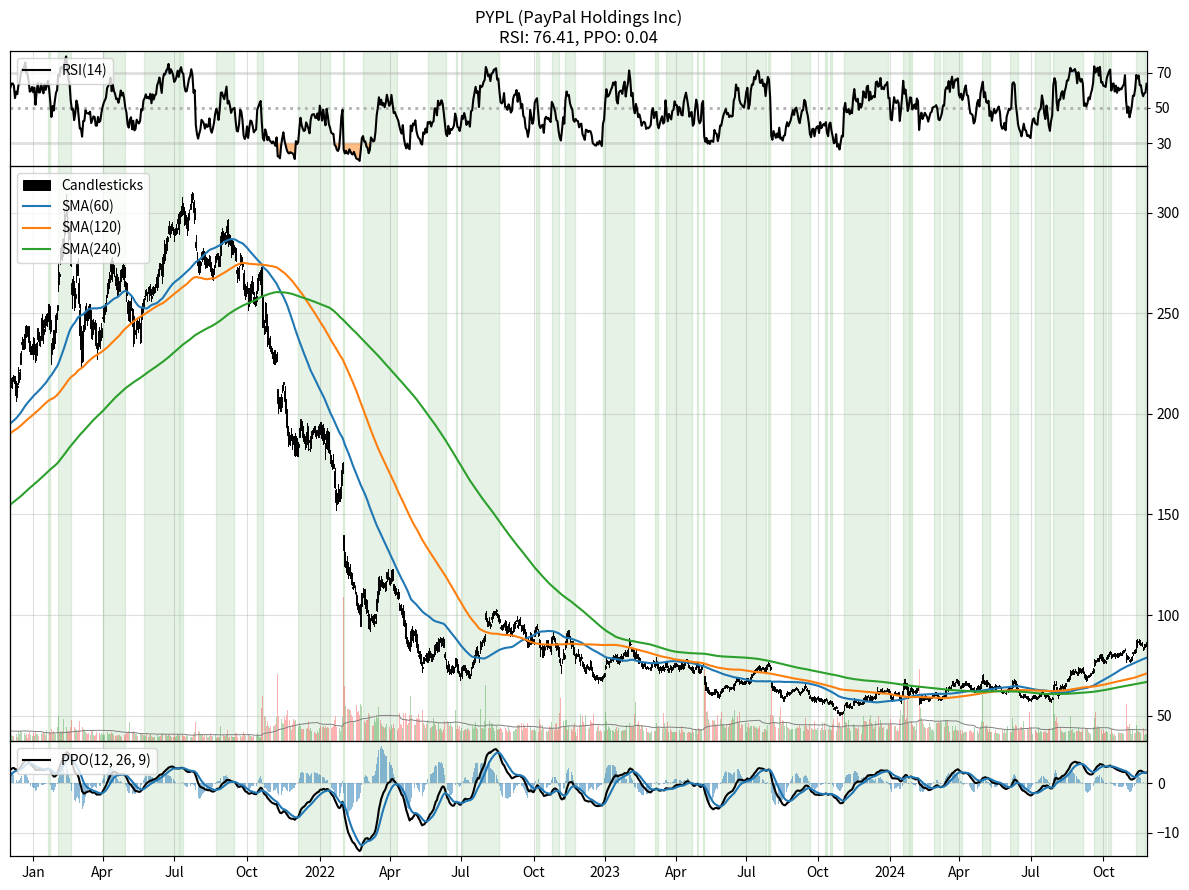 PYPL (PayPal Holdings Inc)
RSI: 76.41, PPO: 0.04
RSI(14)
70
50
30
Candlesticks
SMA(60)
SMA(120)
SMA(240)
300
250
200
150
100
50
PPO(12, 26, 9)
0
−10
Jan Apr Jul Oct 2022 Apr Jul Oct 2023 Apr Jul Oct 2024 Apr Jul Oct